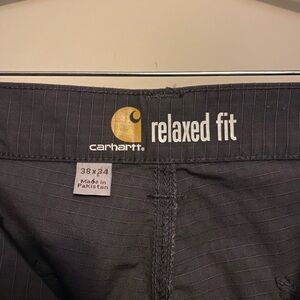 relaxed fit
carhartt®
38x34
Made in
Pakistan